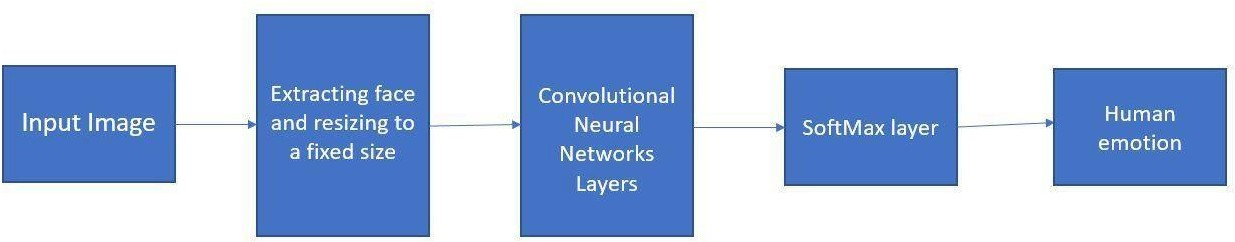 Input Image
Extracting face
and resizing to
a fixed size
Convolutional
Neural
Networks
Layers
SoftMax layer
Human
emotion